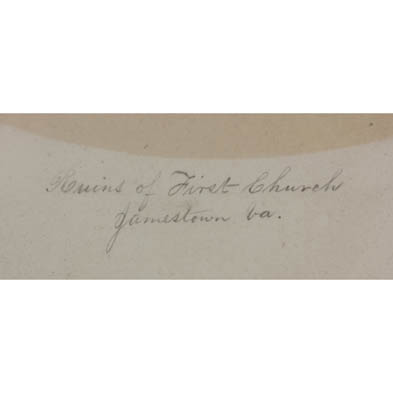 Ruins of First Church
Jamestown Va.